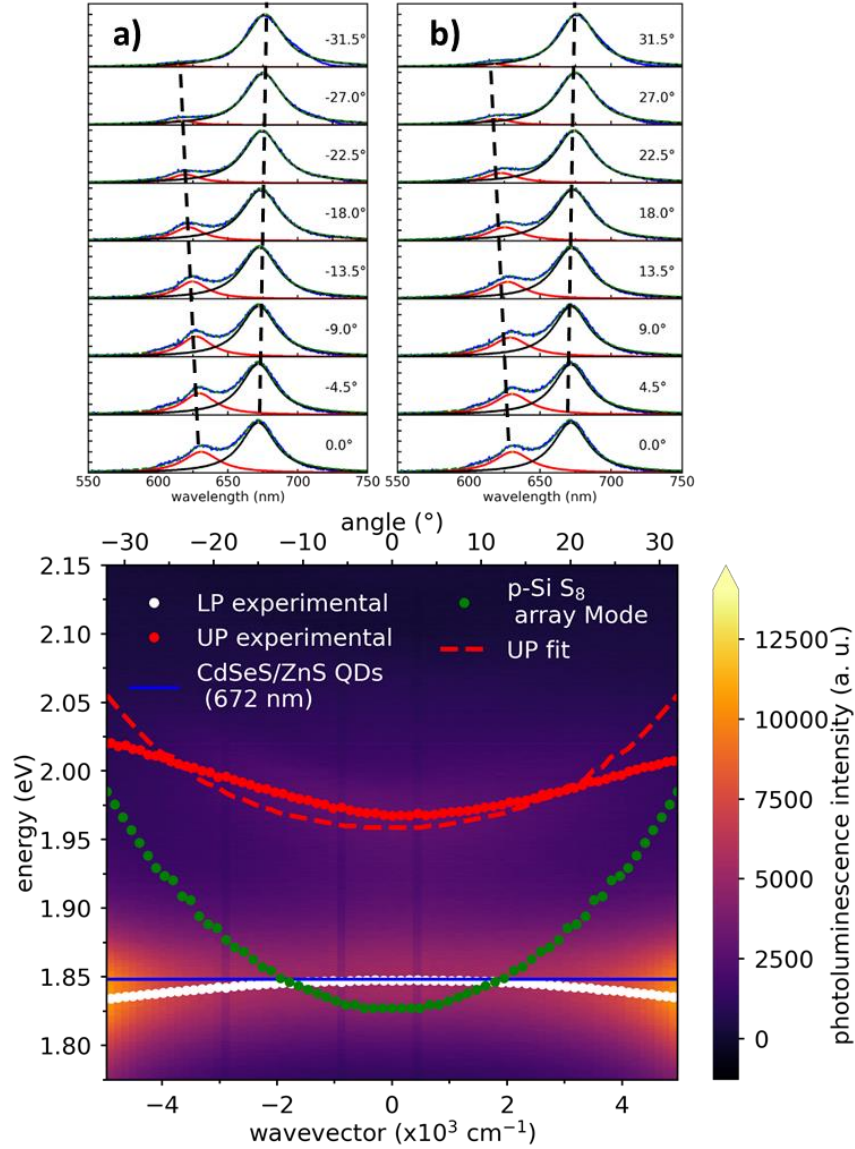 a) b)
-31.5° 31.5°
-27.0° 27.0°
-22.5° 22.5°
-18.0° 18.0°
-13.5° 13.5°
-9.0° 9.0°
-4.5° 4.5°
0.0° 0.0°
550 600 650 700 750 550 600 650 700 750
wavelength (nm) wavelength (nm)
angle (°)
−30 −20 −10 0 10 20 30
2.15
2.10
2.05
2.00
1.95
1.90
1.85
1.80
energy (eV)
LP experimental
UP experimental
CdSeS/ZnS QDs
(672 nm)
p-Si S₈
array Mode
UP fit
−4 −2 0 2 4
wavevector (x10³ cm⁻¹)
12500
10000
7500
5000
2500
0
photoluminescence intensity (a. u.)